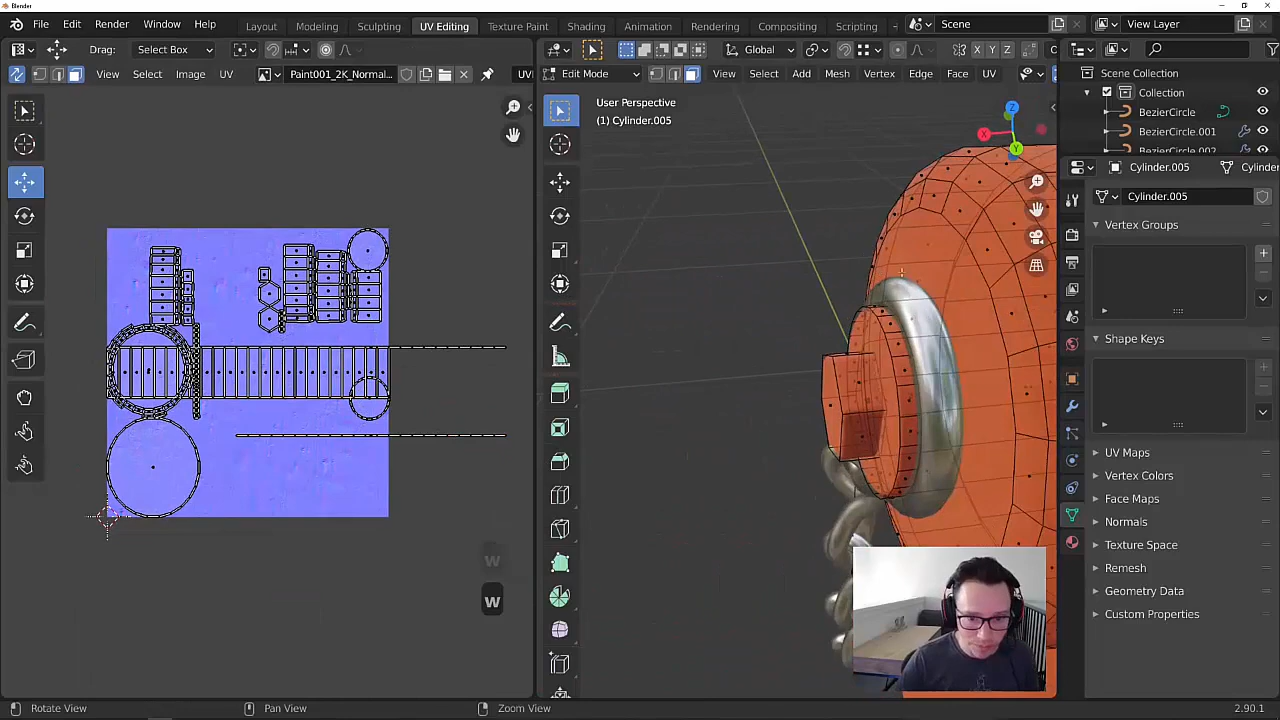 Blender
File Edit Render Window Help
Layout Modeling Sculpting UV Editing Texture Paint Shading Animation Rendering Compositing Scripting
Scene
View Layer
Drag: Select Box
Global
X Y Z
View Select Image UV
Paint001_2K_Normal...
UV
Edit Mode
View Select Add Mesh Vertex Edge Face UV
Scene Collection
Collection
BezierCircle
BezierCircle.001
BezierCircle.002
User Perspective
(1) Cylinder.005
Z
X
Y
Cylinder.005
Cylinder
Cylinder.005
Vertex Groups
Shape Keys
UV Maps
Vertex Colors
Face Maps
Normals
Texture Space
Remesh
Geometry Data
Custom Properties
W
W
Rotate View
Pan View
Zoom View
2.90.1